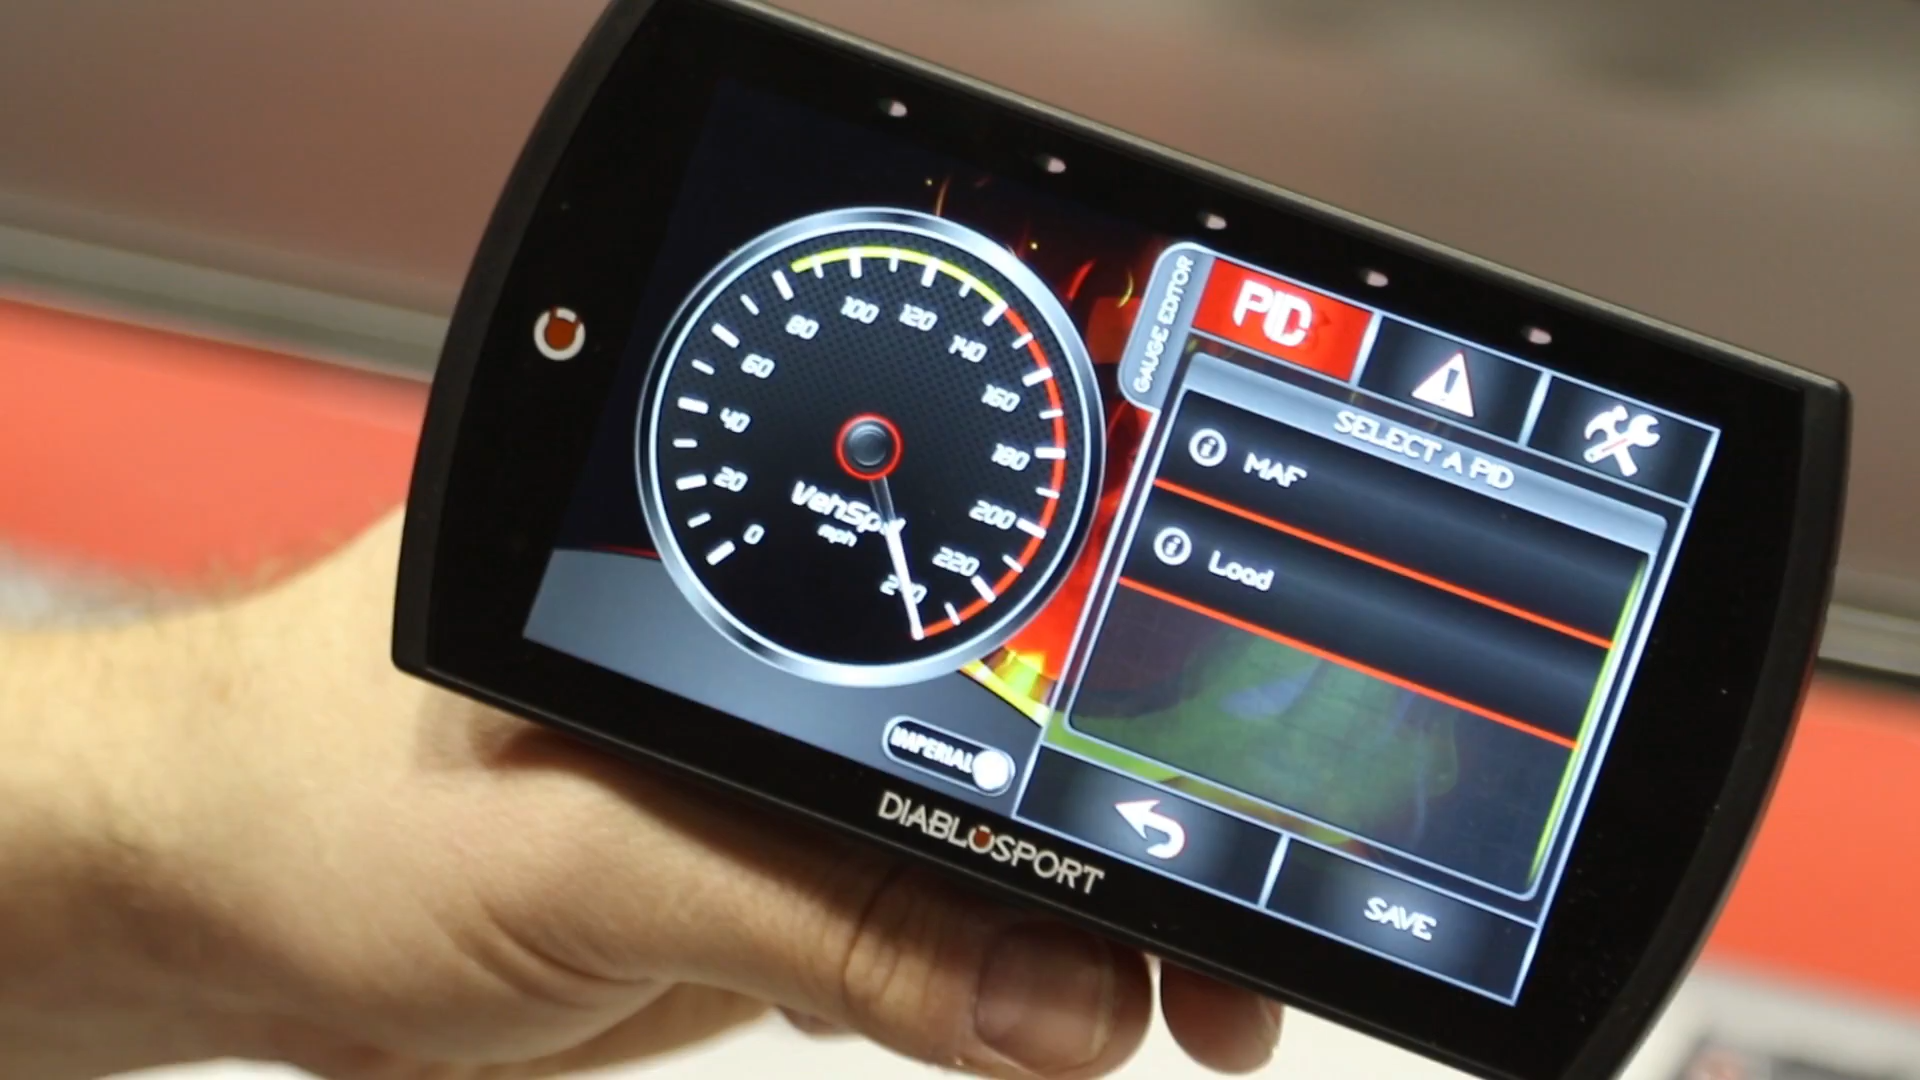 0
20
40
60
80
100
120
140
160
180
200
220
240
VehSpd
mph
IMPERIAL
GAUGE EDITOR
PID
SELECT A PID
MAF
Load
SAVE
DIABLOSPORT